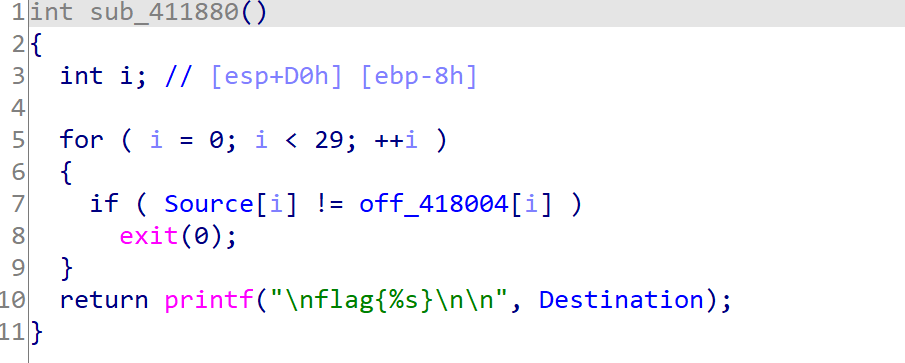 1 int sub_411880()
2 {
3   int i; // [esp+D0h] [ebp-8h]
4
5   for ( i = 0; i < 29; ++i )
6   {
7     if ( Source[i] != off_418004[i] )
8       exit(0);
9   }
10   return printf("\nflag{%s}\n\n", Destination);
11 }